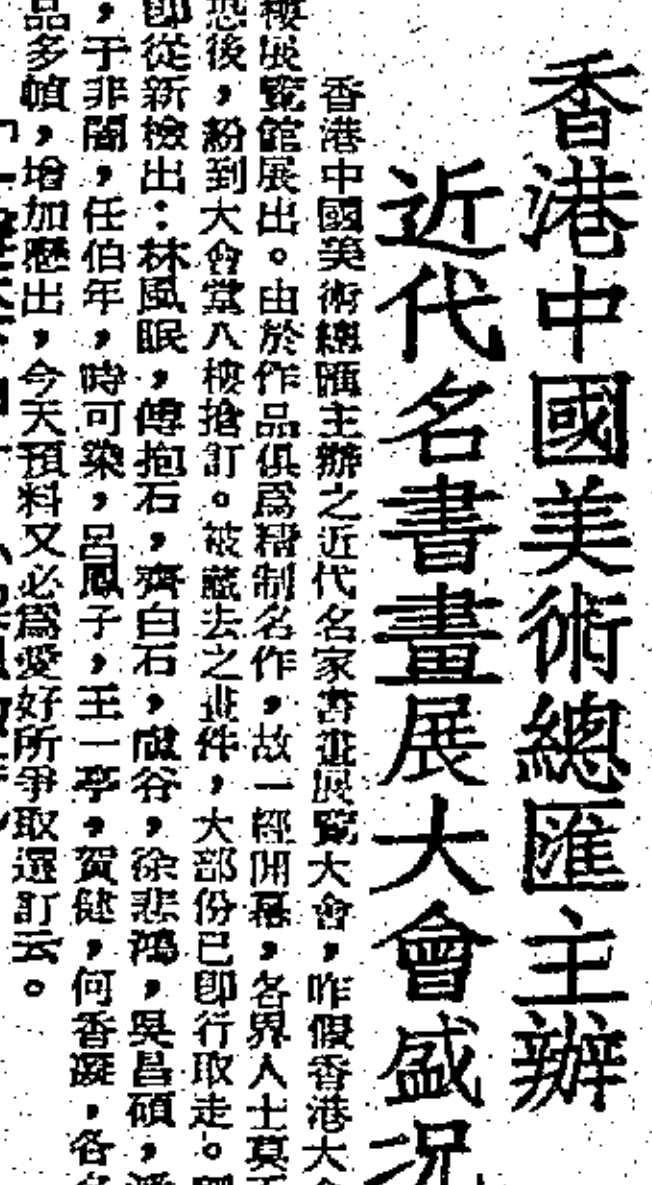 香港中國美術總匯主辦
近代名書畫展大會盛況
香港中國美術總匯主辦之近代名家書畫展覽大會，昨假香港大
樓展覽館展出。由於作品俱爲精制名作，故一經開幕，各界人士莫
恐後，紛到大會堂八樓搶訂。被藏去之畫件，大部份已卽行取走。
卽從新檢出：林風眠，傅抱石，齊白石，虛谷，徐悲鴻，吳昌碩，
，于非闇，任伯年，時可染，呂鳳子，王一亭，賀健，何香凝，各
品多幀，增加懸出，今天預料又必爲愛好所爭取選訂云。